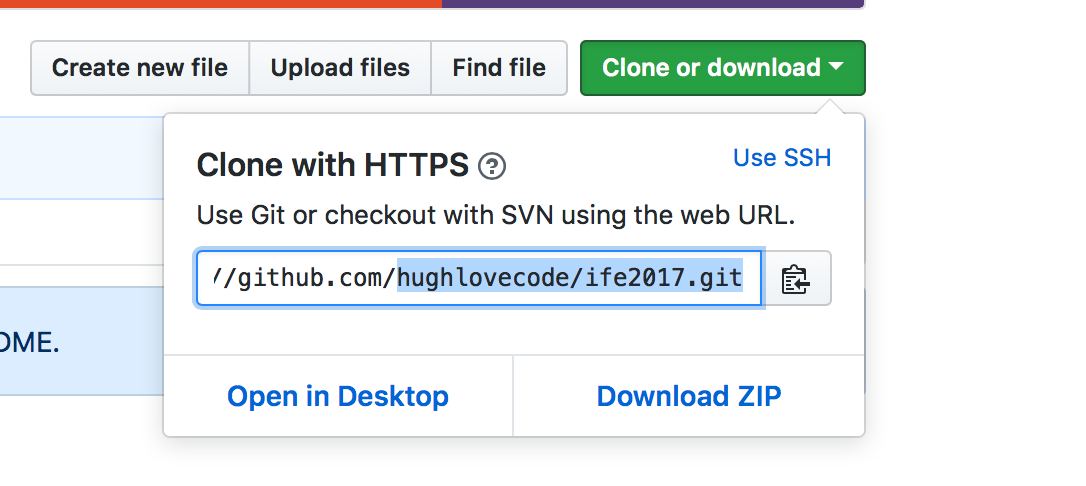 Create new file Upload files Find file Clone or download
Clone with HTTPS Use SSH
Use Git or checkout with SVN using the web URL.
//github.com/hughlovecode/ife2017.git
OME.
Open in Desktop Download ZIP